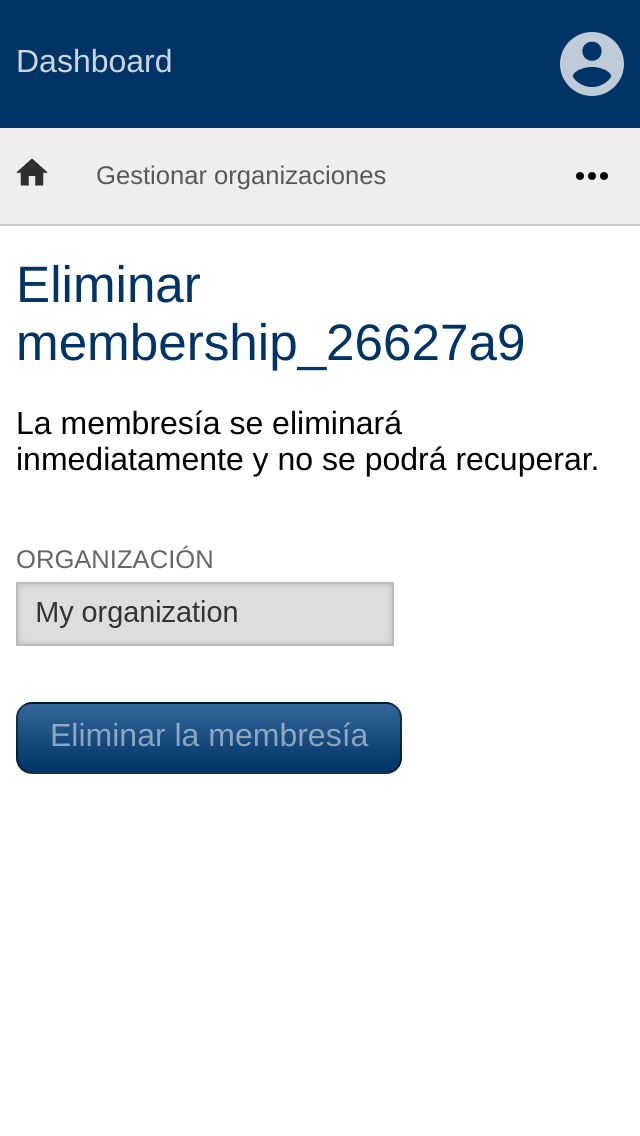 Dashboard
Gestionar organizaciones
Eliminar
membership_26627a9
La membresía se eliminará
inmediatamente y no se podrá recuperar.
ORGANIZACIÓN
My organization
Eliminar la membresía